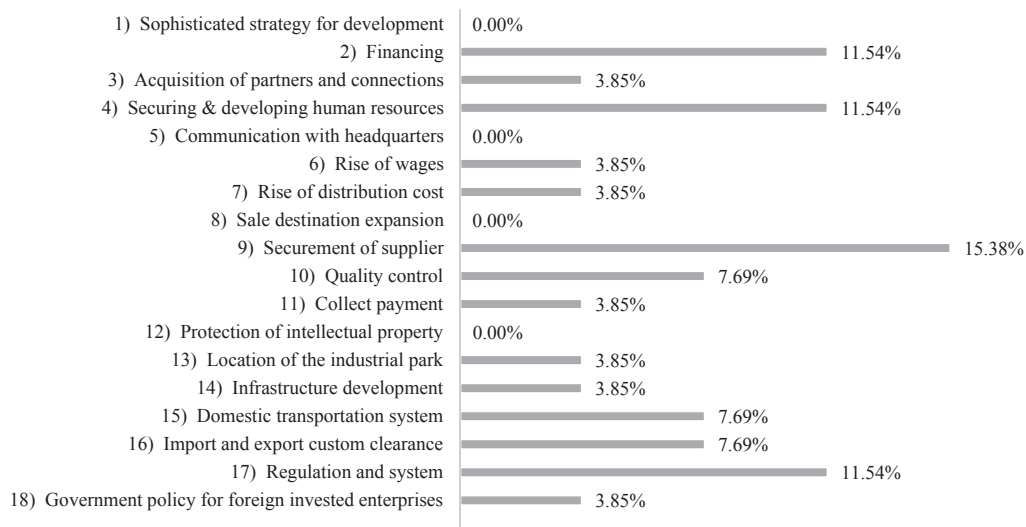 1) Sophisticated strategy for development 0.00%
2) Financing 11.54%
3) Acquisition of partners and connections 3.85%
4) Securing & developing human resources 11.54%
5) Communication with headquarters 0.00%
6) Rise of wages 3.85%
7) Rise of distribution cost 3.85%
8) Sale destination expansion 0.00%
9) Securement of supplier 15.38%
10) Quality control 7.69%
11) Collect payment 3.85%
12) Protection of intellectual property 0.00%
13) Location of the industrial park 3.85%
14) Infrastructure development 3.85%
15) Domestic transportation system 7.69%
16) Import and export custom clearance 7.69%
17) Regulation and system 11.54%
18) Government policy for foreign invested enterprises 3.85%